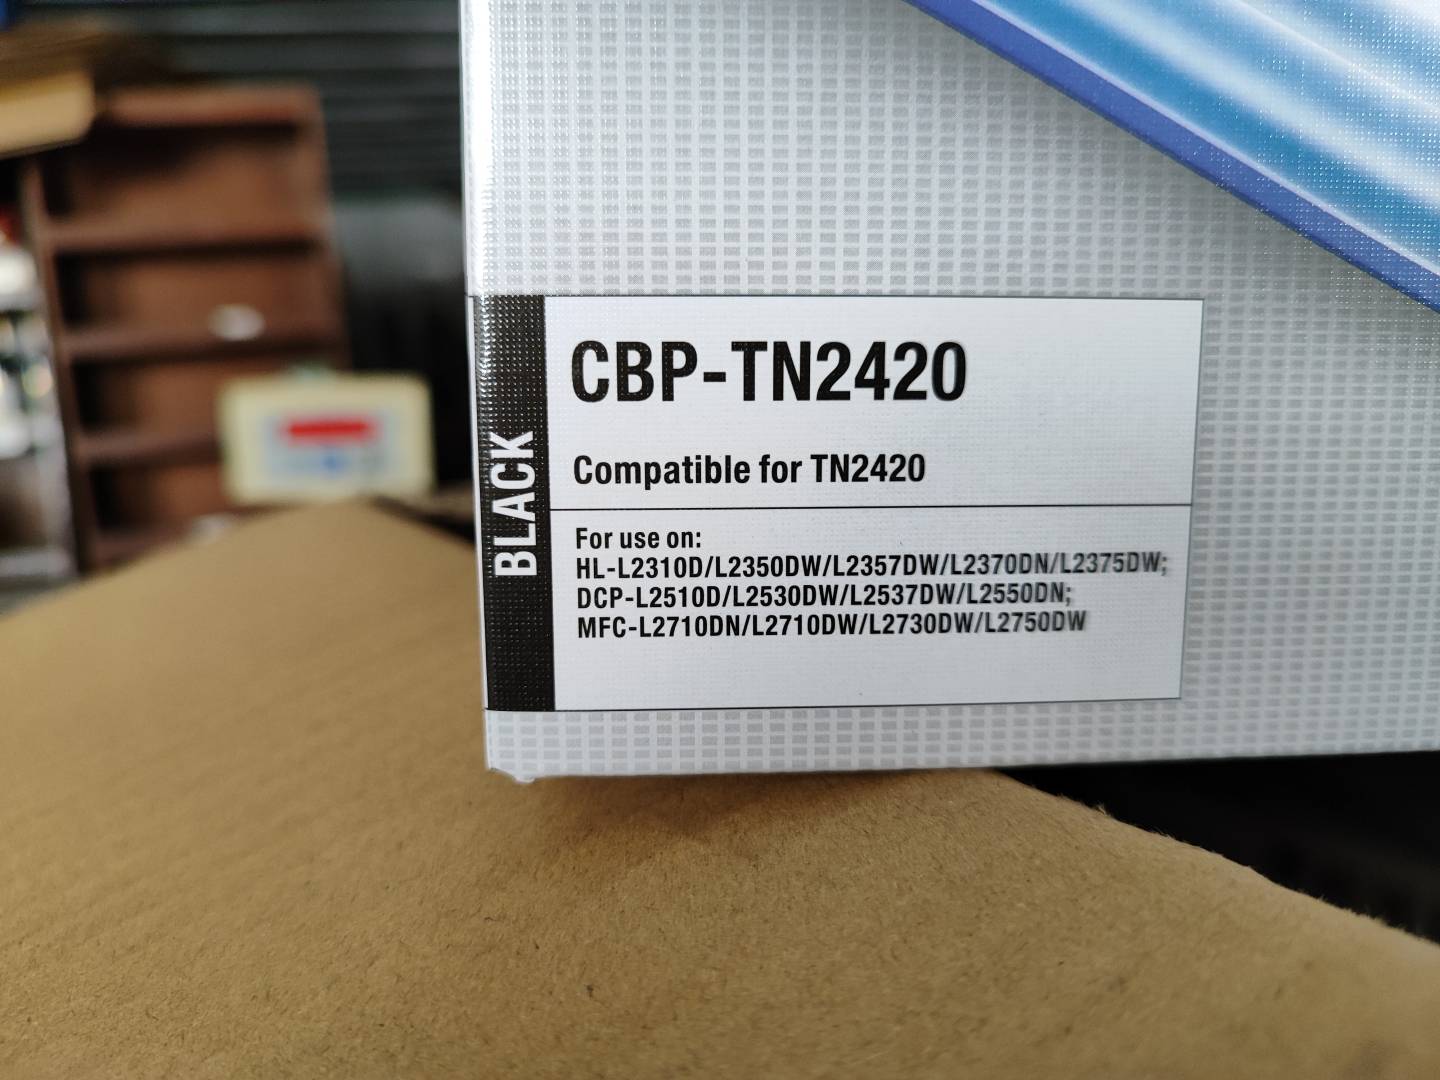 BLACK
CBP-TN2420
Compatible for TN2420
For use on:
HL-L2310D/L2350DW/L2357DW/L2370DN/L2375DW;
DCP-L2510D/L2530DW/L2537DW/L2550DN;
MFC-L2710DN/L2710DW/L2730DW/L2750DW